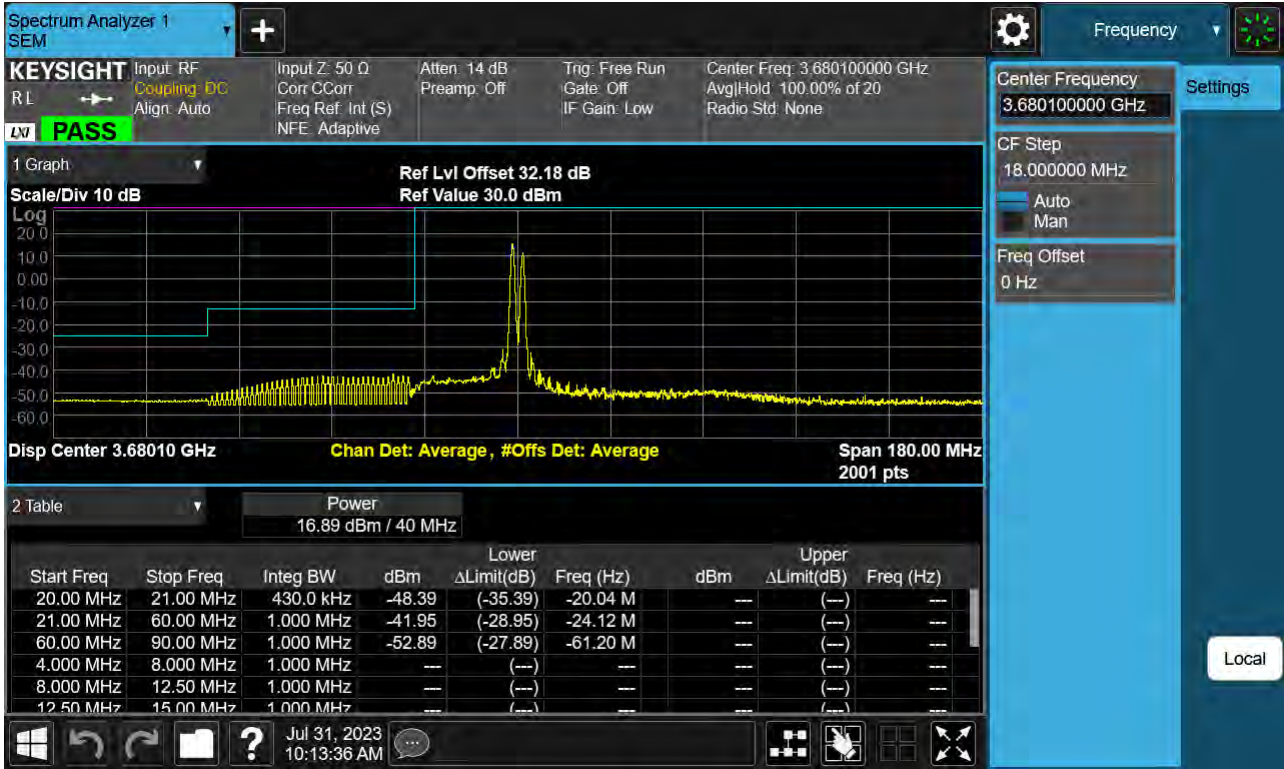 Spectrum Analyzer 1
SEM
+
Frequency
KEYSIGHT
R L
LXI
PASS
Input: RF
Coupling: DC
Align: Auto
Input Z: 50 Ω
Corr CCorr
Freq Ref: Int (S)
NFE: Adaptive
Atten: 14 dB
Preamp: Off
Trig: Free Run
Gate: Off
IF Gain: Low
Center Freq: 3.680100000 GHz
Avg|Hold: 100.00% of 20
Radio Std: None
Center Frequency
3.680100000 GHz
Settings
CF Step
18.000000 MHz
Auto
Man
Freq Offset
0 Hz
1 Graph
Scale/Div 10 dB
Ref Lvl Offset 32.18 dB
Ref Value 30.0 dBm
Log
20.0
10.0
0.00
-10.0
-20.0
-30.0
-40.0
-50.0
-60.0
Disp Center 3.68010 GHz
Chan Det: Average, #Offs Det: Average
Span 180.00 MHz
2001 pts
2 Table
Power
16.89 dBm / 40 MHz
Lower Upper
Start Freq Stop Freq Integ BW dBm ΔLimit(dB) Freq (Hz) dBm ΔLimit(dB) Freq (Hz)
20.00 MHz 21.00 MHz 430.0 kHz -48.39 (-35.39) -20.04 M --- (---) ---
21.00 MHz 60.00 MHz 1.000 MHz -41.95 (-28.95) -24.12 M --- (---) ---
60.00 MHz 90.00 MHz 1.000 MHz -52.89 (-27.89) -61.20 M --- (---) ---
4.000 MHz 8.000 MHz 1.000 MHz --- (---) --- --- (---) ---
8.000 MHz 12.50 MHz 1.000 MHz --- (---) --- --- (---) ---
12.50 MHz 15.00 MHz 1.000 MHz --- (---) --- --- (---) ---
Local
?
Jul 31, 2023
10:13:36 AM